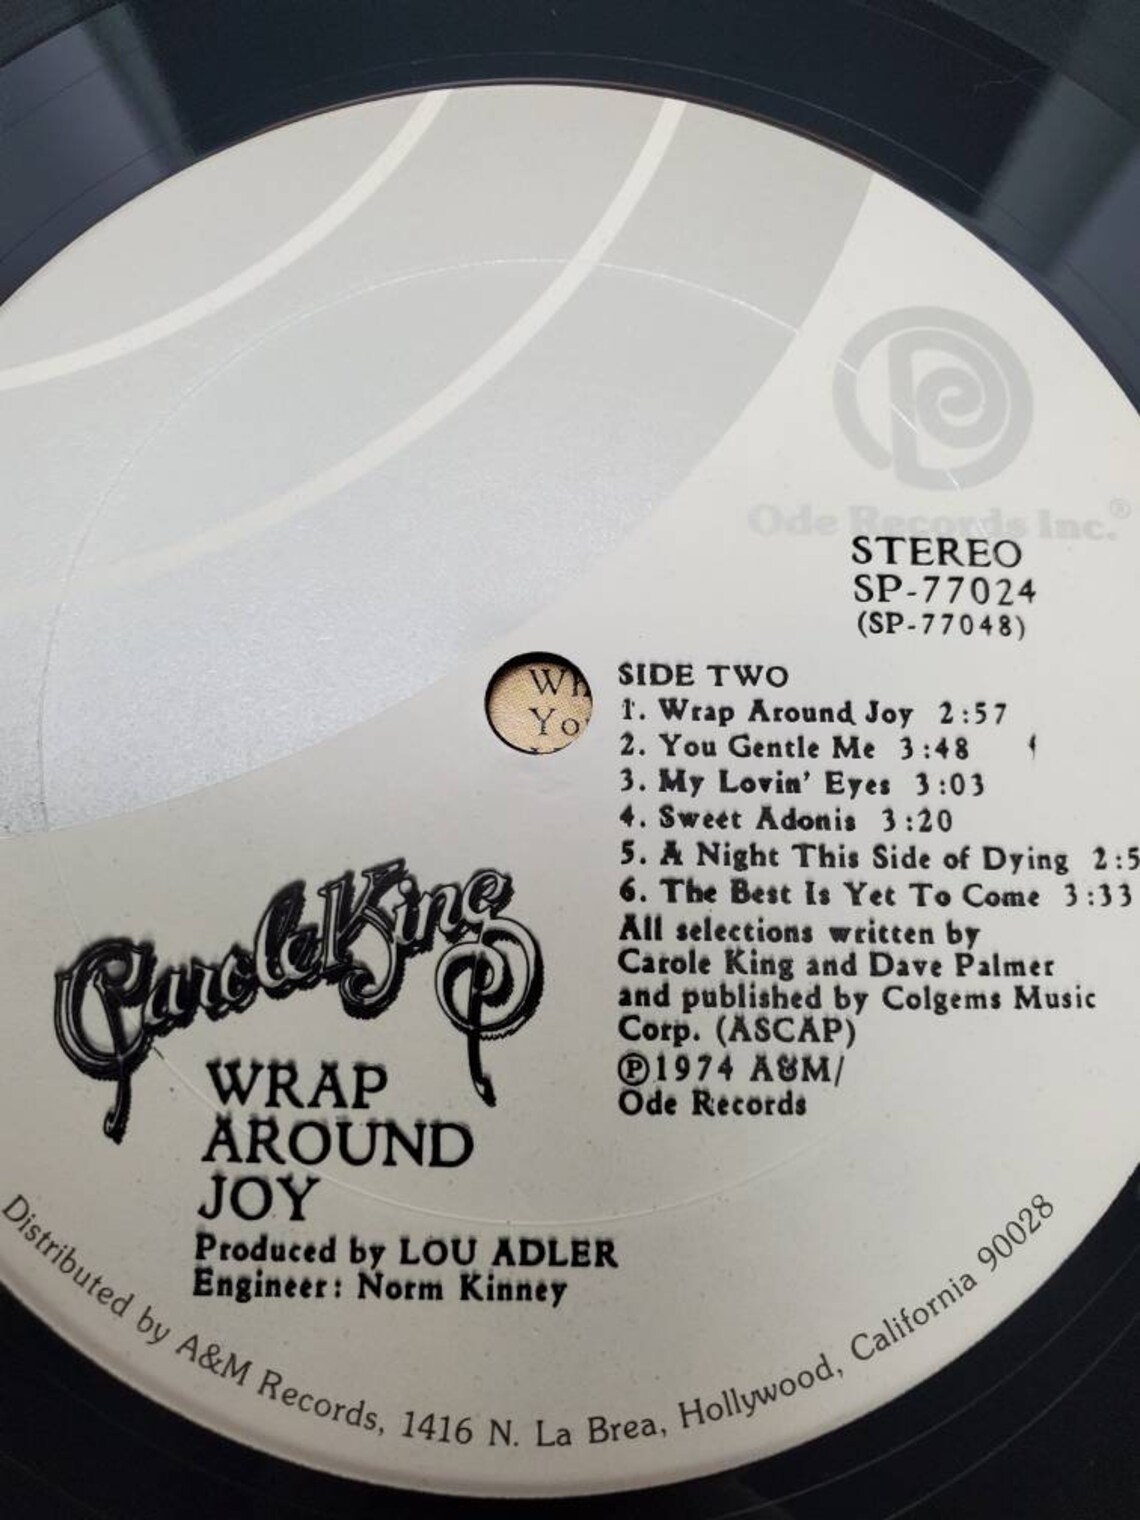 Ode Records Inc.®
STEREO
SP-77024
(SP-77048)
SIDE TWO
1. Wrap Around Joy 2:57
2. You Gentle Me 3:48
3. My Lovin' Eyes 3:03
4. Sweet Adonis 3:20
5. A Night This Side of Dying 2:5
6. The Best Is Yet To Come 3:33
All selections written by
Carole King and Dave Palmer
and published by Colgems Music
Corp. (ASCAP)
℗1974 A&M/
Ode Records
Wh
Yo
Carole King
WRAP
AROUND
JOY
Produced by LOU ADLER
Engineer: Norm Kinney
Distributed by A&M Records, 1416 N. La Brea, Hollywood, California 90028